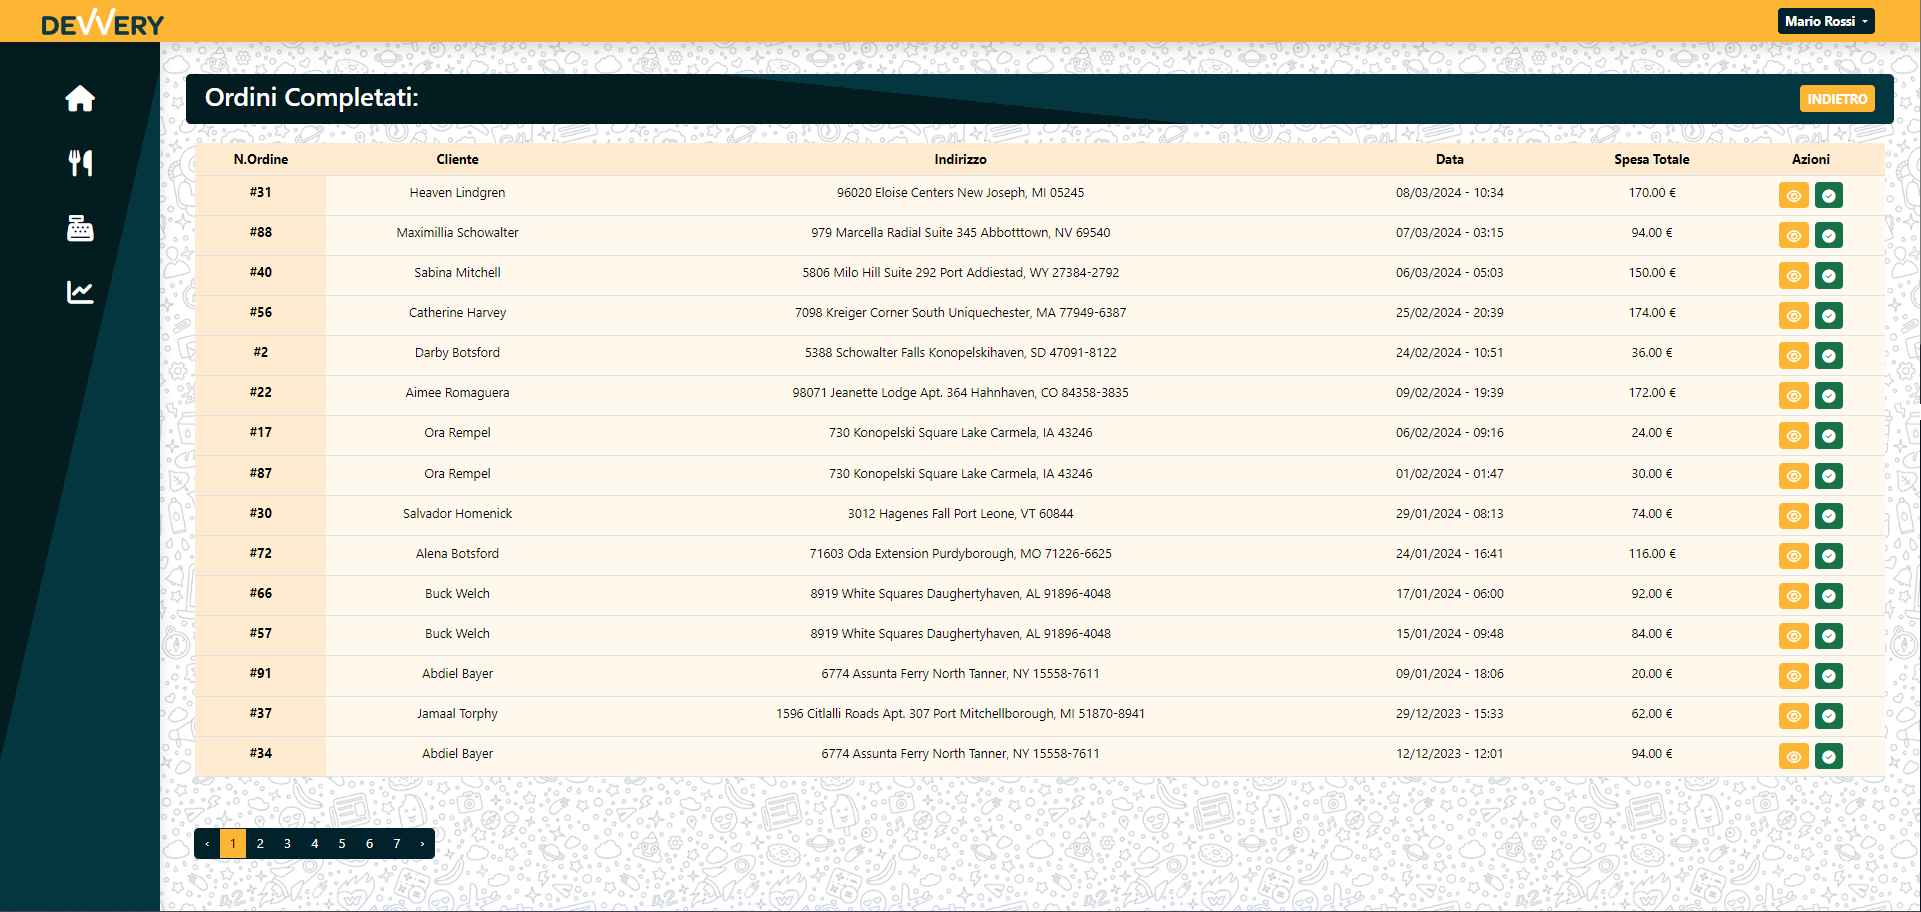 DEVVERY
Mario Rossi
Ordini Completati:
INDIETRO
N.Ordine Cliente Indirizzo Data Spesa Totale Azioni
#31 Heaven Lindgren 96020 Eloise Centers New Joseph, MI 05245 08/03/2024 - 10:34 170.00 €
#88 Maximillia Schowalter 979 Marcella Radial Suite 345 Abbotttown, NV 69540 07/03/2024 - 03:15 94.00 €
#40 Sabina Mitchell 5806 Milo Hill Suite 292 Port Addiestad, WY 27384-2792 06/03/2024 - 05:03 150.00 €
#56 Catherine Harvey 7098 Kreiger Corner South Uniquechester, MA 77949-6387 25/02/2024 - 20:39 174.00 €
#2 Darby Botsford 5388 Schowalter Falls Konopelskihaven, SD 47091-8122 24/02/2024 - 10:51 36.00 €
#22 Aimee Romaguera 98071 Jeanette Lodge Apt. 364 Hahnhaven, CO 84358-3835 09/02/2024 - 19:39 172.00 €
#17 Ora Rempel 730 Konopelski Square Lake Carmela, IA 43246 06/02/2024 - 09:16 24.00 €
#87 Ora Rempel 730 Konopelski Square Lake Carmela, IA 43246 01/02/2024 - 01:47 30.00 €
#30 Salvador Homenick 3012 Hagenes Fall Port Leone, VT 60844 29/01/2024 - 08:13 74.00 €
#72 Alena Botsford 71603 Oda Extension Purdyborough, MO 71226-6625 24/01/2024 - 16:41 116.00 €
#66 Buck Welch 8919 White Squares Daughertyhaven, AL 91896-4048 17/01/2024 - 06:00 92.00 €
#57 Buck Welch 8919 White Squares Daughertyhaven, AL 91896-4048 15/01/2024 - 09:48 84.00 €
#91 Abdiel Bayer 6774 Assunta Ferry North Tanner, NY 15558-7611 09/01/2024 - 18:06 20.00 €
#37 Jamaal Torphy 1596 Citlalli Roads Apt. 307 Port Mitchellborough, MI 51870-8941 29/12/2023 - 15:33 62.00 €
#34 Abdiel Bayer 6774 Assunta Ferry North Tanner, NY 15558-7611 12/12/2023 - 12:01 94.00 €
‹ 1 2 3 4 5 6 7 ›